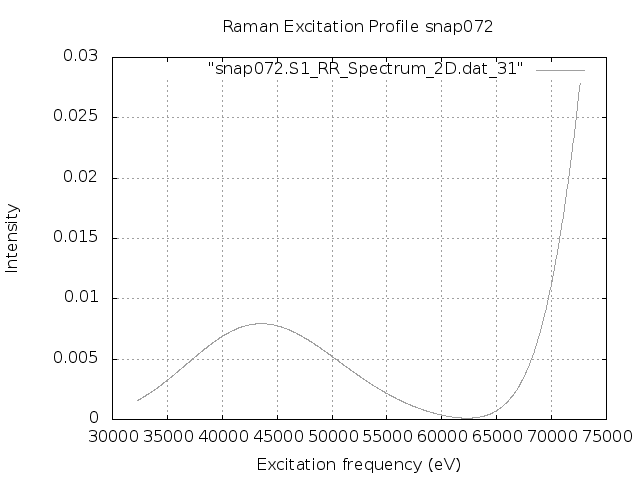 Raman Excitation Profile snap072
"snap072.S1_RR_Spectrum_2D.dat_31"
0.03
0.025
0.02
0.015
0.01
0.005
0
Intensity
30000 35000 40000 45000 50000 55000 60000 65000 70000 75000
Excitation frequency (eV)